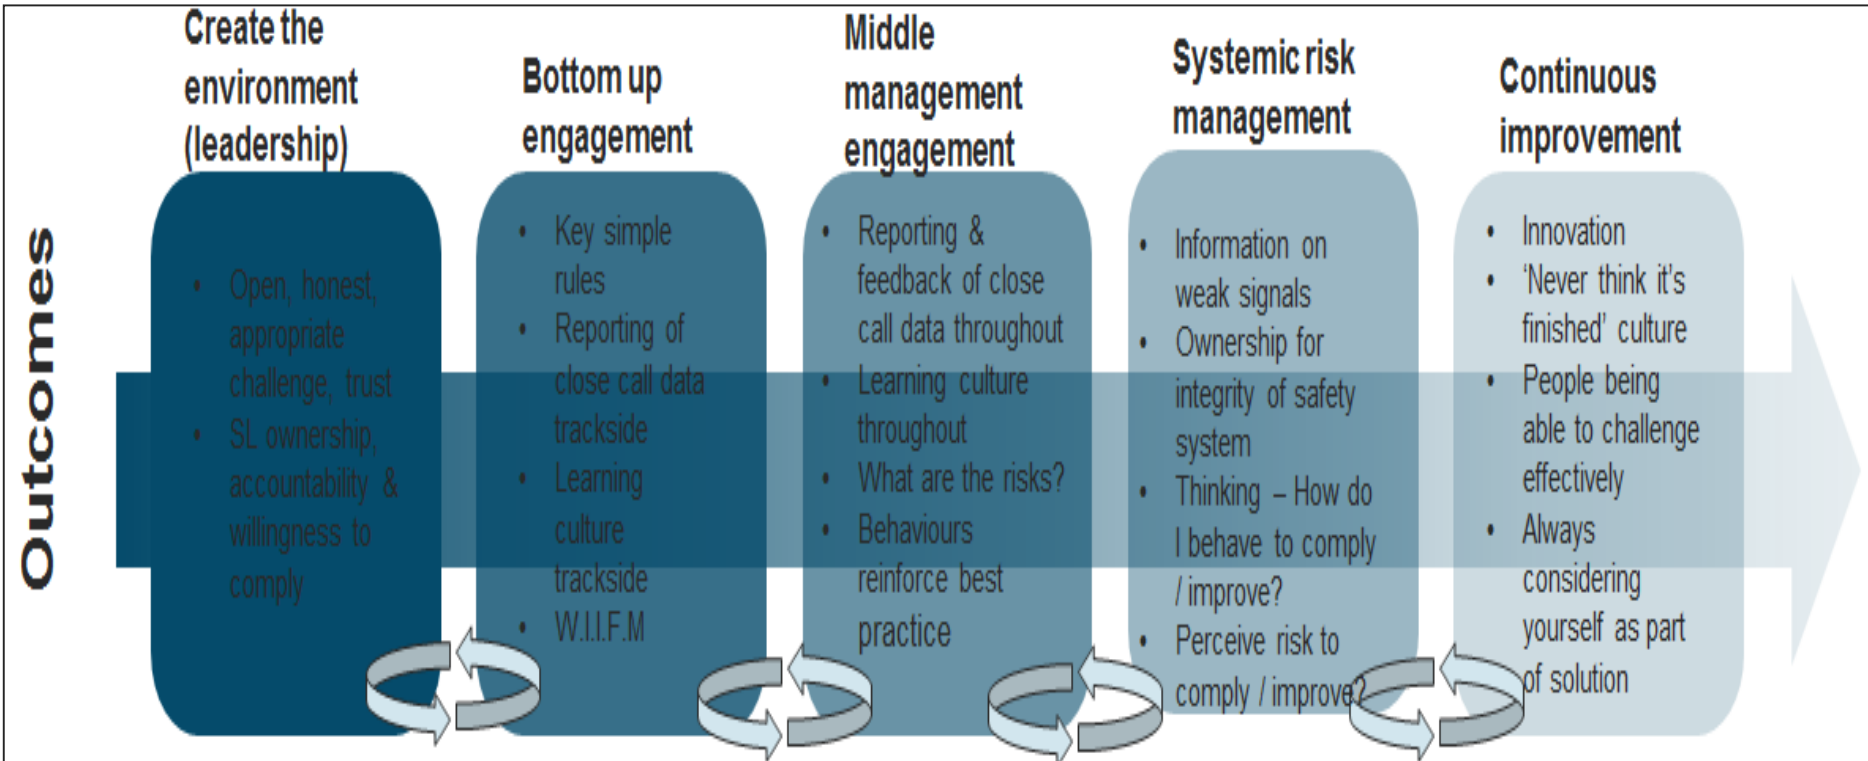 Outcomes
Create the
environment
(leadership)
• Open, honest,
appropriate
challenge, trust
• SL ownership,
accountability &
willingness to
comply
Bottom up
engagement
• Key simple
rules
• Reporting of
close call data
trackside
• Learning
culture
trackside
• W.I.I.F.M
Middle
management
engagement
• Reporting &
feedback of close
call data throughout
• Learning culture
throughout
• What are the risks?
• Behaviours
reinforce best
practice
Systemic risk
management
• Information on
weak signals
• Ownership for
integrity of safety
system
• Thinking – How do
I behave to comply
/ improve?
• Perceive risk to
comply / improve?
Continuous
improvement
• Innovation
• ‘Never think it’s
finished’ culture
• People being
able to challenge
effectively
• Always
considering
yourself as part
of solution